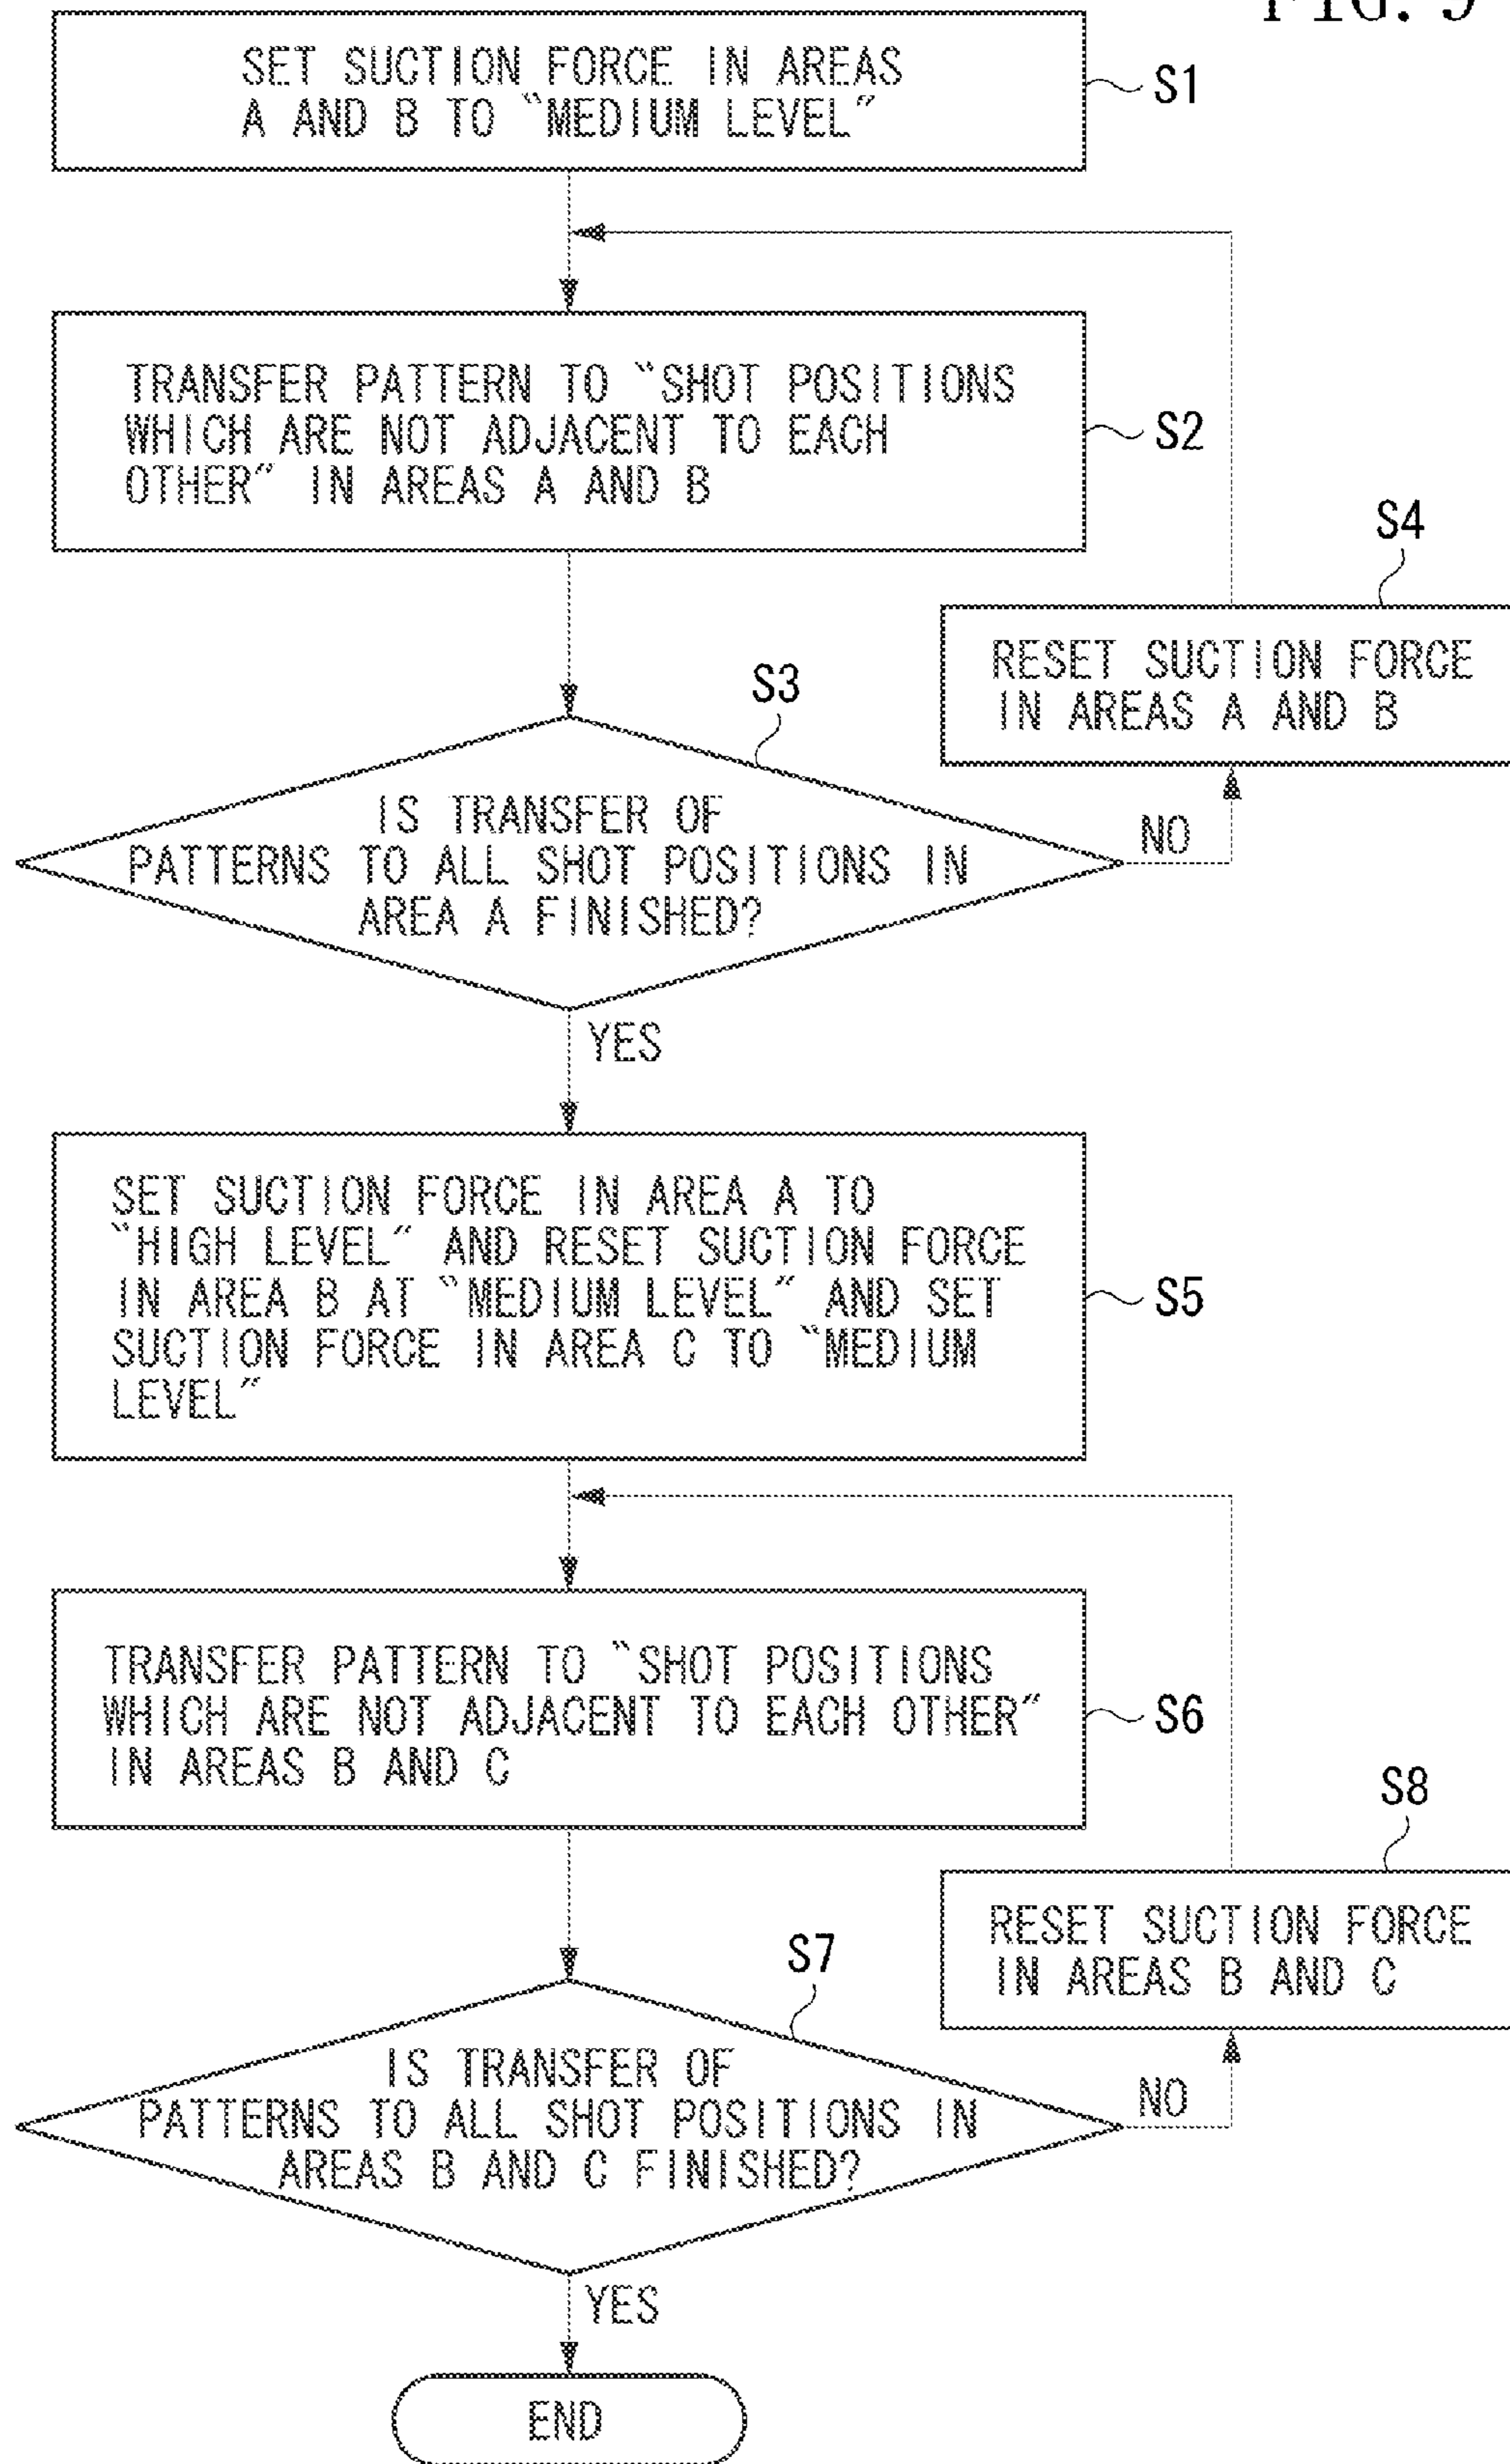 SET SUCTION FORCE IN AREAS
A AND B TO “MEDIUM LEVEL”
S1
TRANSFER PATTERN TO “SHOT POSITIONS
WHICH ARE NOT ADJACENT TO EACH
OTHER” IN AREAS A AND B
S2
S4
RESET SUCTION FORCE
IN AREAS A AND B
S3
IS TRANSFER OF
PATTERNS TO ALL SHOT POSITIONS IN
AREA A FINISHED?
NO
YES
SET SUCTION FORCE IN AREA A TO
“HIGH LEVEL” AND RESET SUCTION FORCE
IN AREA B AT “MEDIUM LEVEL” AND SET
SUCTION FORCE IN AREA C TO “MEDIUM
LEVEL”
S5
TRANSFER PATTERN TO “SHOT POSITIONS
WHICH ARE NOT ADJACENT TO EACH OTHER”
IN AREAS B AND C
S6
S8
RESET SUCTION FORCE
IN AREAS B AND C
S7
IS TRANSFER OF
PATTERNS TO ALL SHOT POSITIONS IN
AREAS B AND C FINISHED?
NO
YES
END